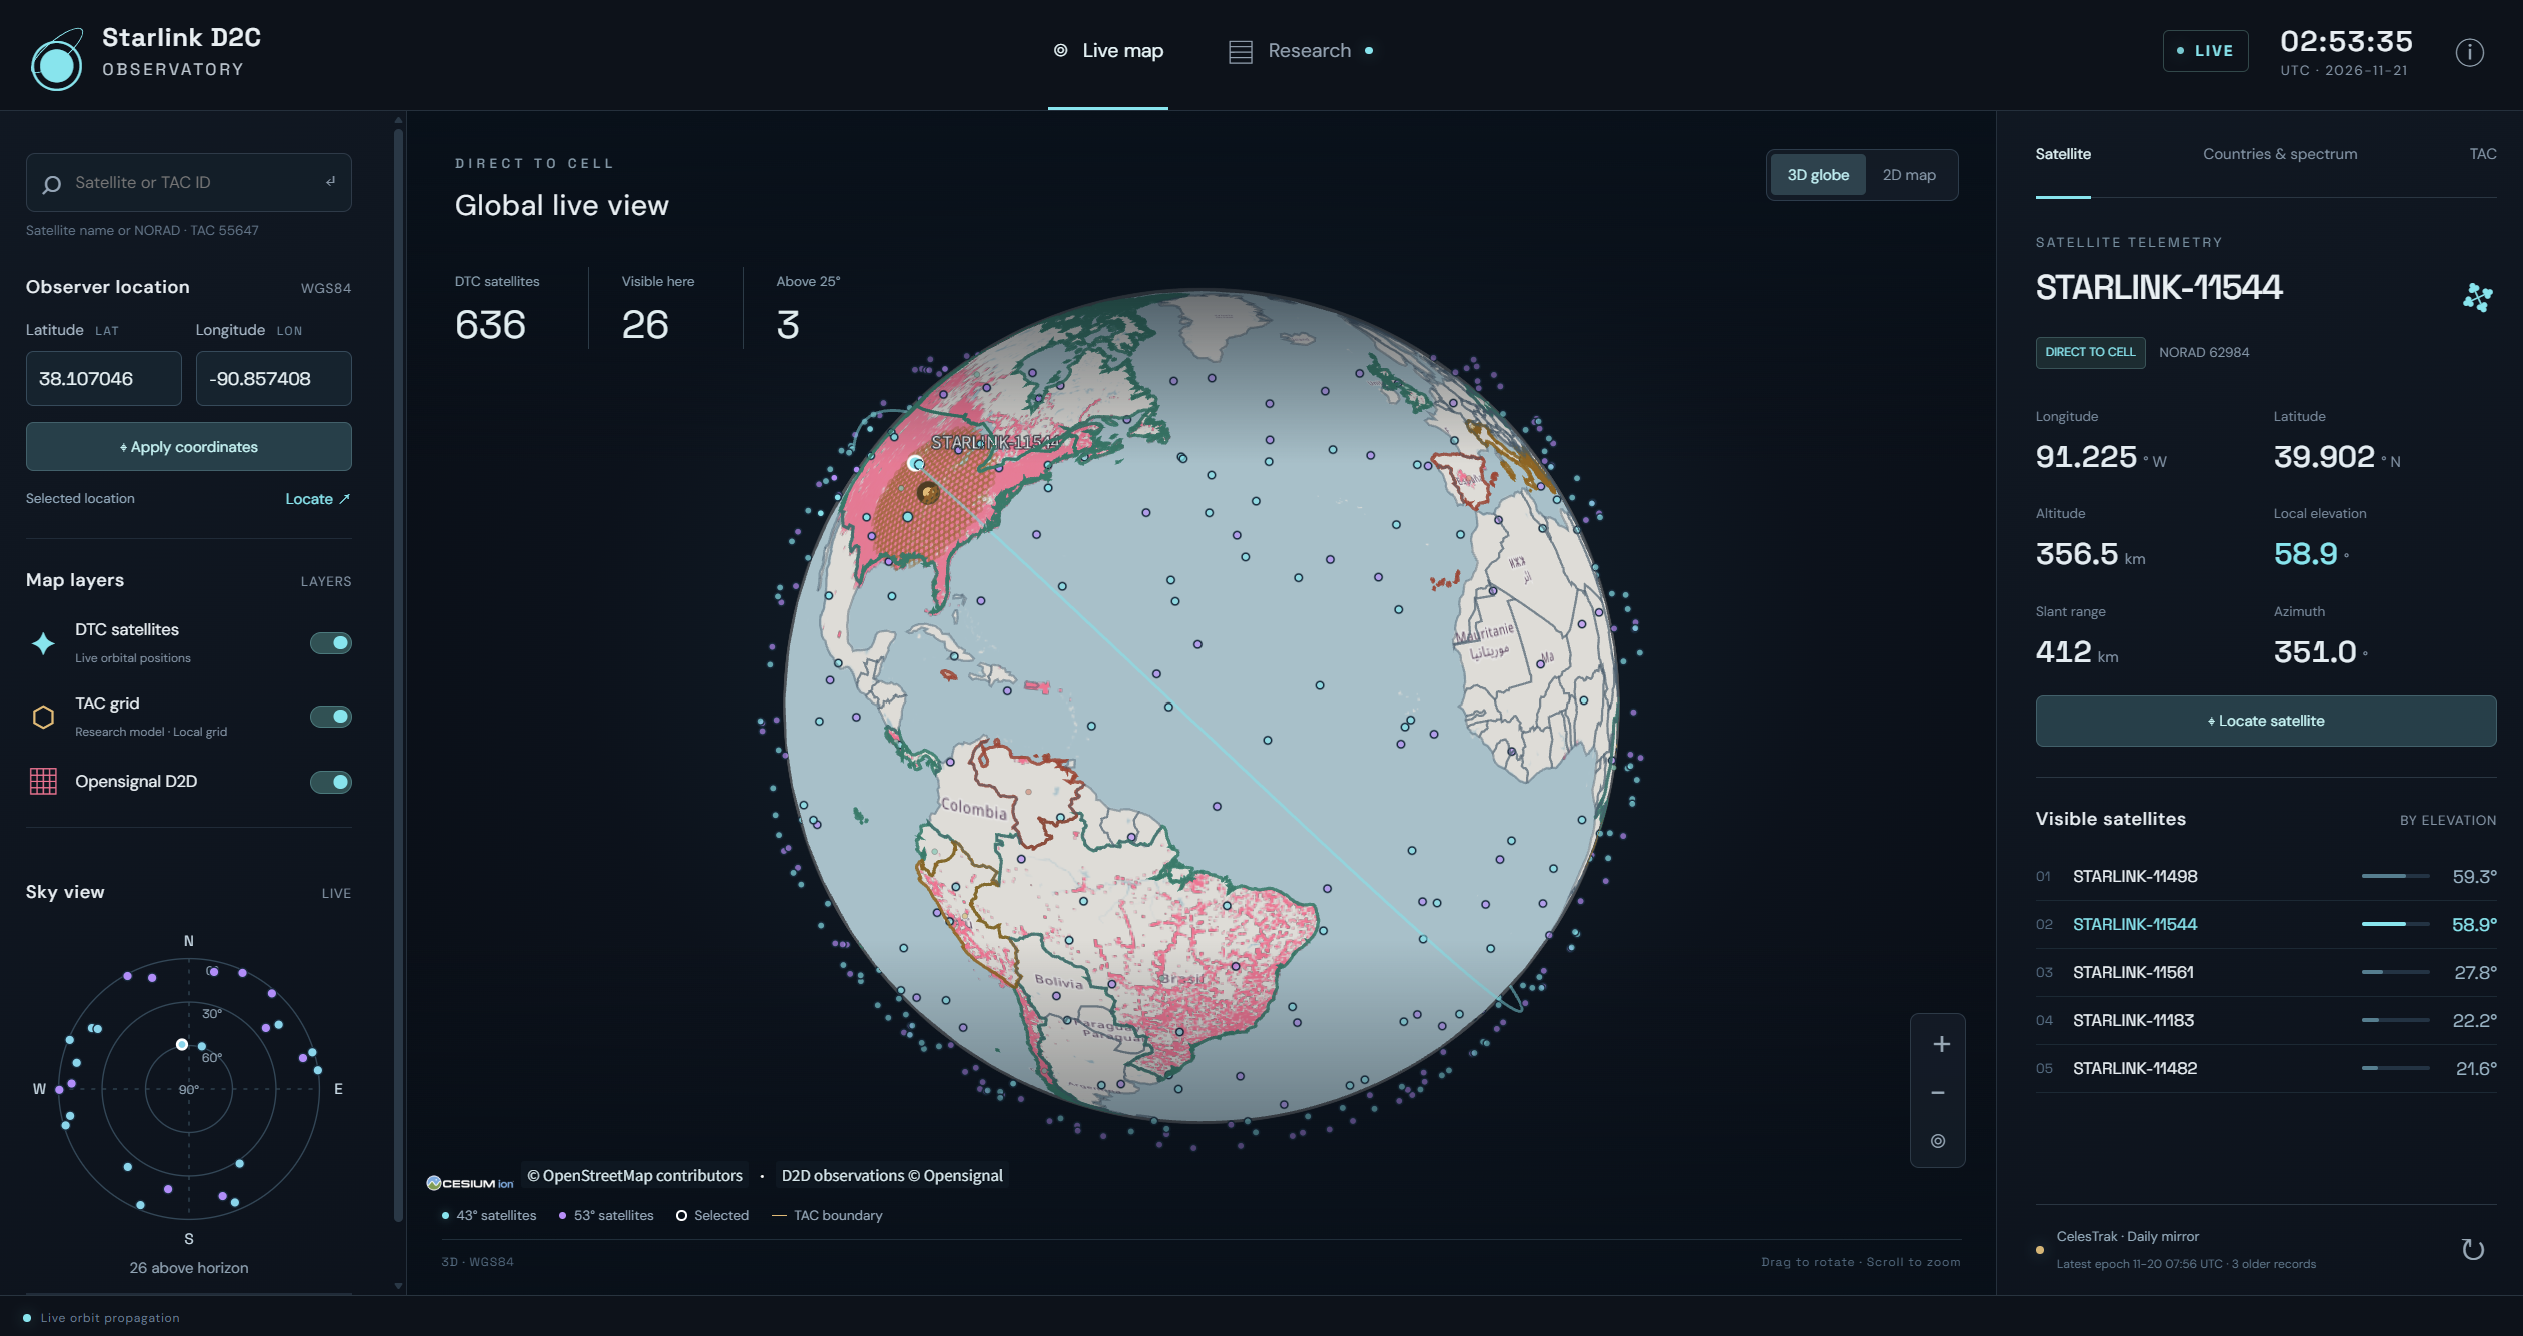 Starlink D2C
OBSERVATORY
Live map
Research
LIVE
02:53:35
UTC · 2026-11-21
Satellite or TAC ID
Satellite name or NORAD · TAC 55647
Observer location WGS84
Latitude LAT
Longitude LON
38.107046
-90.857408
⌖ Apply coordinates
Selected location
Locate ↗
Map layers LAYERS
DTC satellites
Live orbital positions
TAC grid
Research model · Local grid
Opensignal D2D
Sky view LIVE
N
0°
30°
60°
90°
W
E
S
26 above horizon
Live orbit propagation
DIRECT TO CELL
Global live view
3D globe
2D map
DTC satellites
636
Visible here
26
Above 25°
3
STARLINK-11544
Mauritanie
موريتانيا
Colombia
Brasil
Bolivia
CESIUM ion
© OpenStreetMap contributors · D2D observations © Opensignal
43° satellites
53° satellites
Selected
TAC boundary
3D · WGS84
Drag to rotate · Scroll to zoom
Satellite
Countries & spectrum
TAC
SATELLITE TELEMETRY
STARLINK-11544
DIRECT TO CELL
NORAD 62984
Longitude
91.225 ° W
Latitude
39.902 ° N
Altitude
356.5 km
Local elevation
58.9 °
Slant range
412 km
Azimuth
351.0 °
⌖ Locate satellite
Visible satellites BY ELEVATION
01 STARLINK-11498 59.3°
02 STARLINK-11544 58.9°
03 STARLINK-11561 27.8°
04 STARLINK-11183 22.2°
05 STARLINK-11482 21.6°
CelesTrak · Daily mirror
Latest epoch 11-20 07:56 UTC · 3 older records